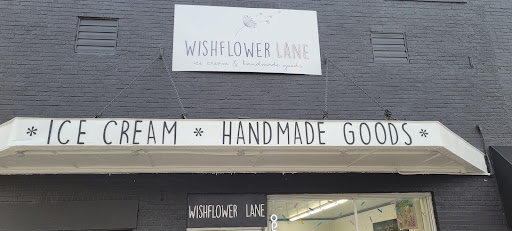 WISHFLOWER LANE
ice cream & handmade goods
* ICE CREAM * HANDMADE GOODS *
WISHFLOWER LANE